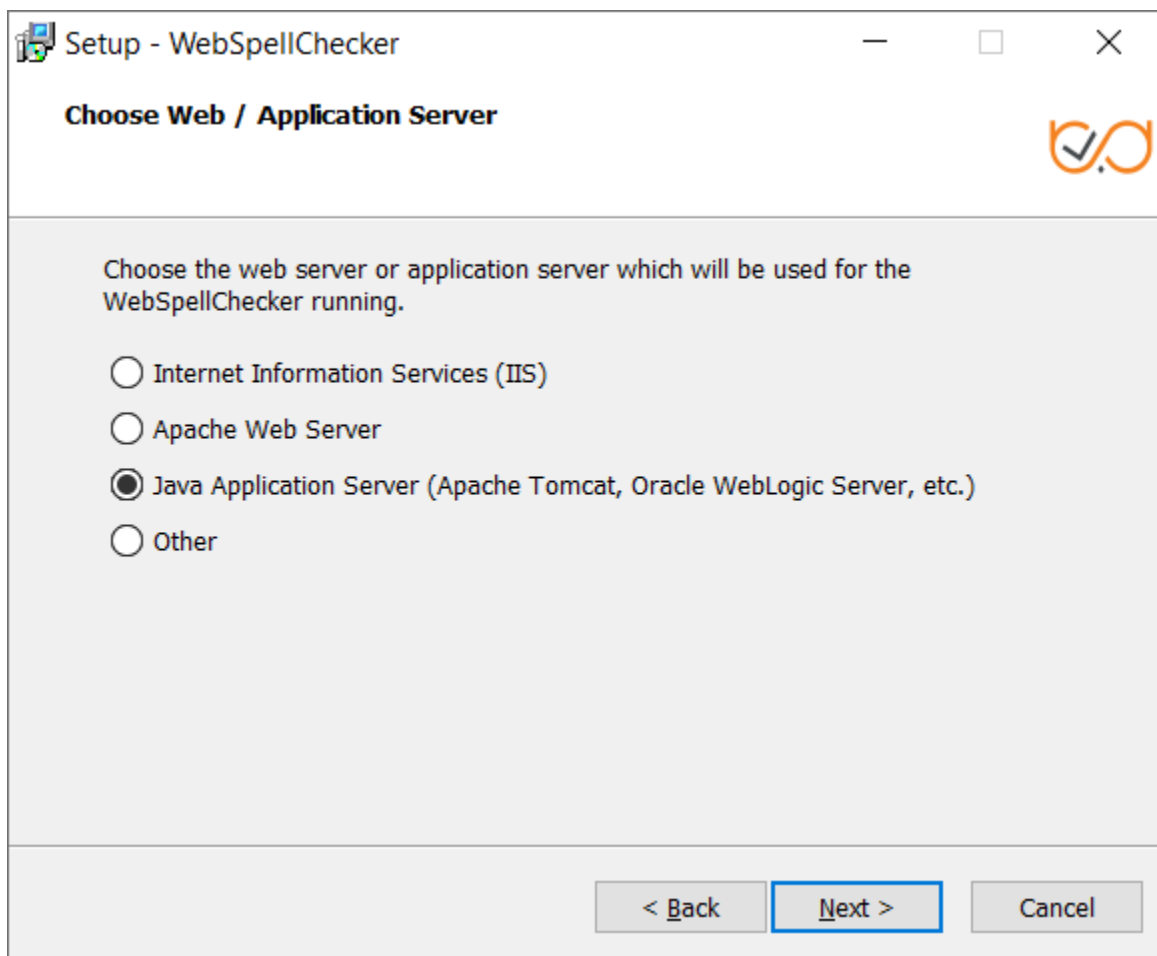 Setup - WebSpellChecker
Choose Web / Application Server
Choose the web server or application server which will be used for the
WebSpellChecker running.
Internet Information Services (IIS)
Apache Web Server
Java Application Server (Apache Tomcat, Oracle WebLogic Server, etc.)
Other
< Back
Next >
Cancel